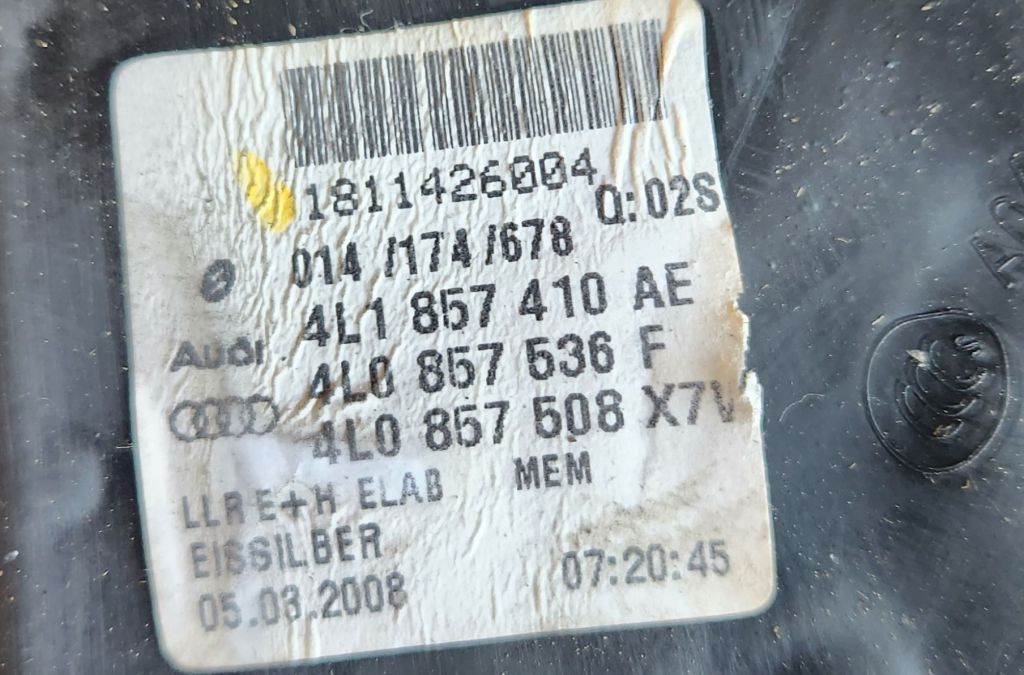 1811426004
Q:02S
014 /174 /678
4L1 857 410 AE
Audi
4L0 857 536 F
4L0 857 508 X7V
LLR E+H ELAB MEM
EISSILBER
05.03.2008 07:20:45